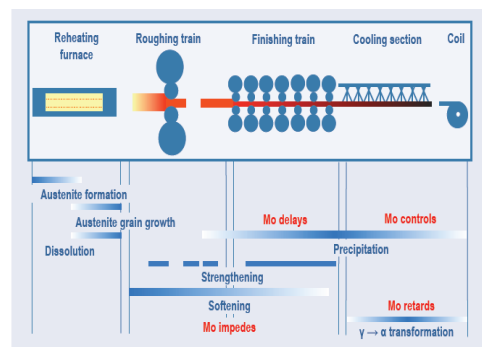 Reheating
furnace
Roughing train
Finishing train
Cooling section
Coil
Austenite formation
Austenite grain growth
Dissolution
Mo delays
Mo controls
Precipitation
Strengthening
Softening
Mo impedes
Mo retards
γ → α transformation